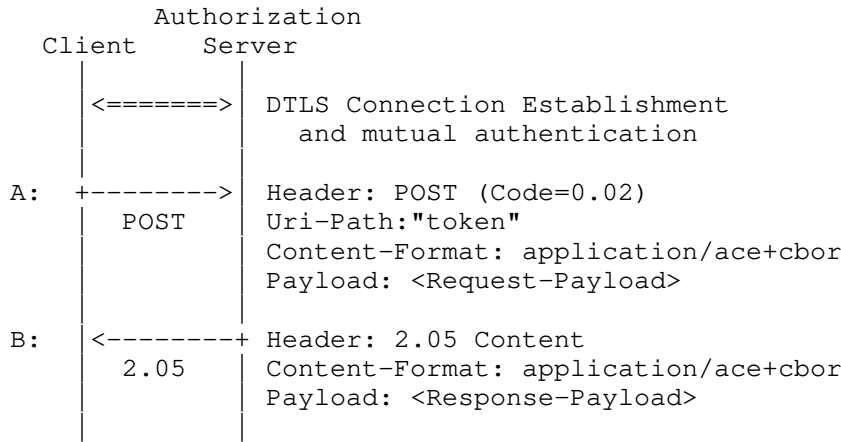 Authorization
Client Server
<=======> DTLS Connection Establishment
and mutual authentication
A: +--------> Header: POST (Code=0.02)
POST Uri-Path:"token"
Content-Format: application/ace+cbor
Payload: <Request-Payload>
B: <--------+ Header: 2.05 Content
2.05 Content-Format: application/ace+cbor
Payload: <Response-Payload>